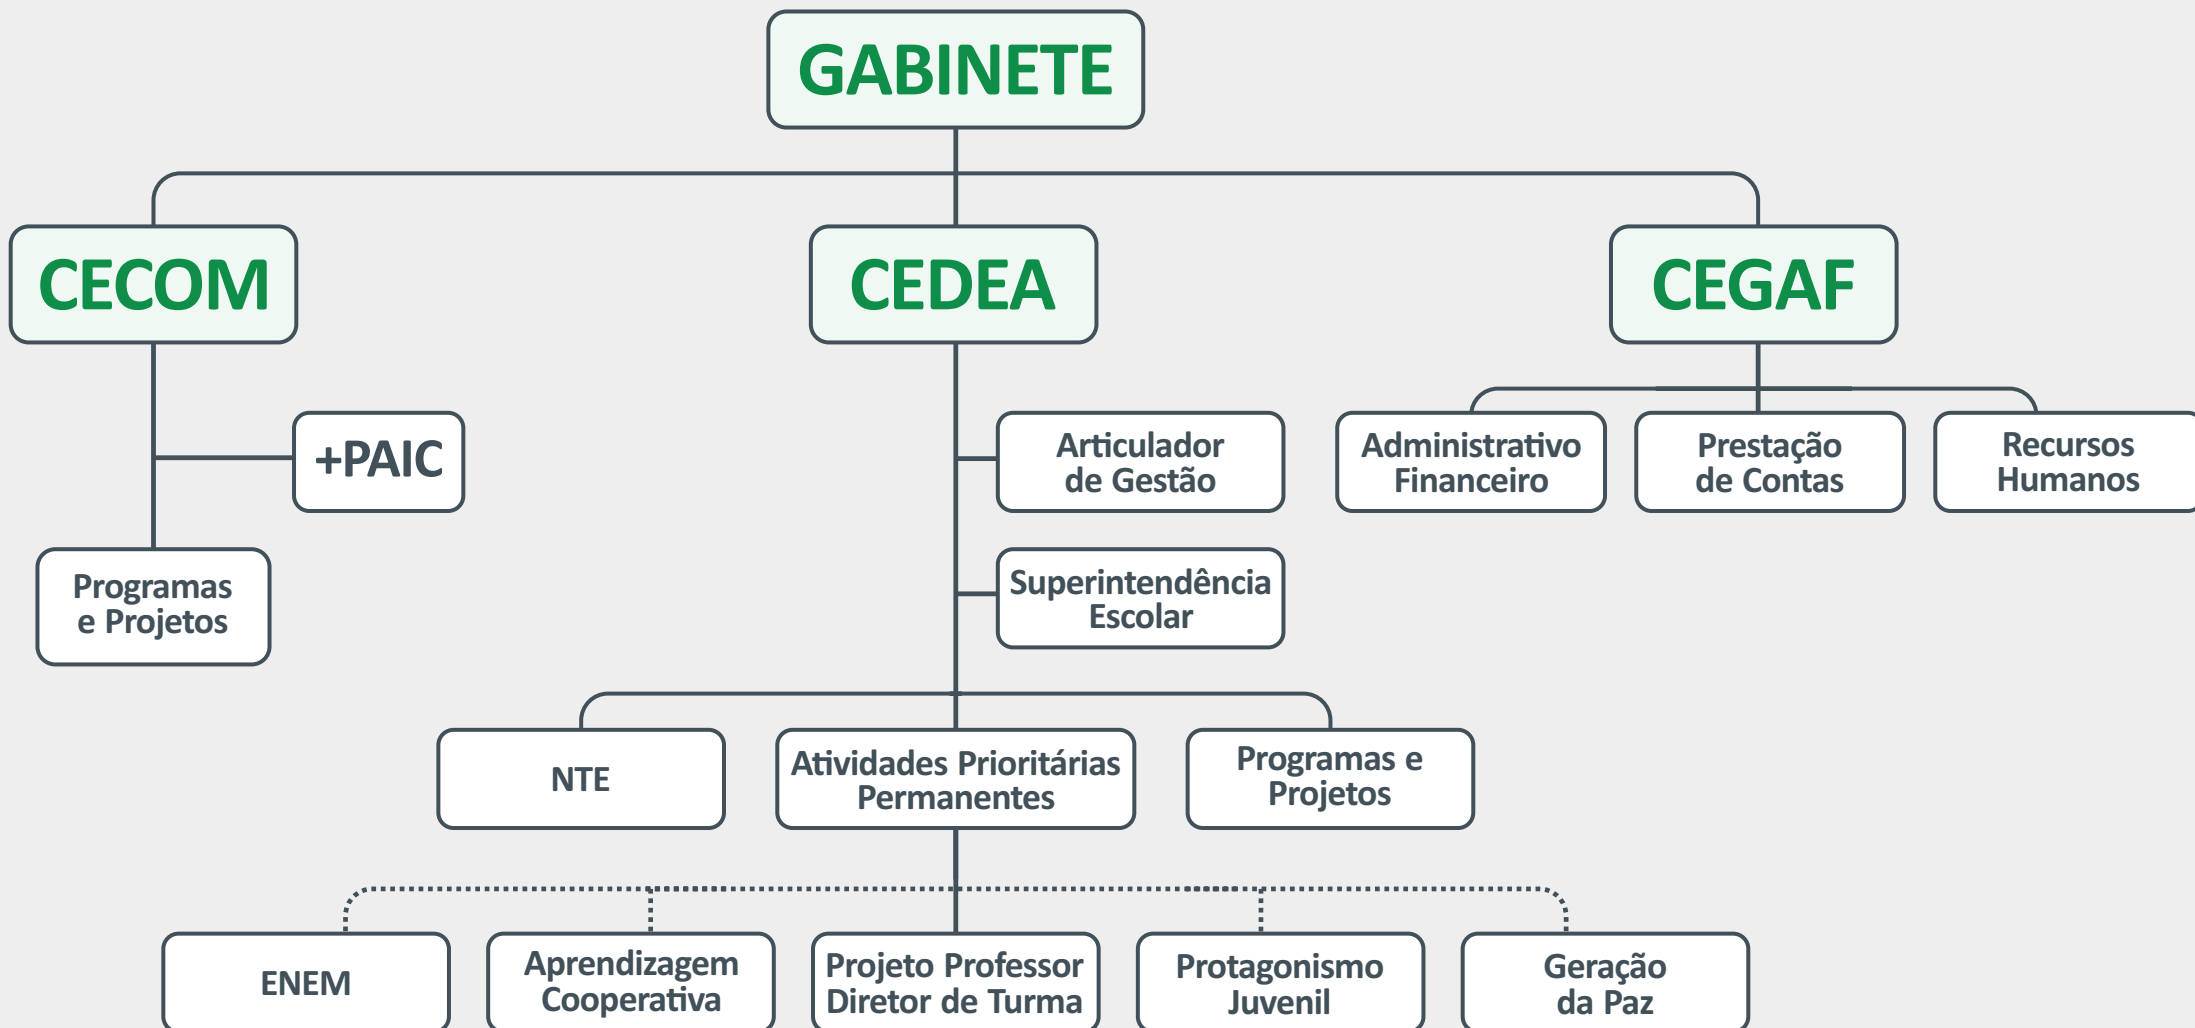 GABINETE
CECOM
CEDEA
CEGAF
+PAIC
Articulador
de Gestão
Administrativo
Financeiro
Prestação
de Contas
Recursos
Humanos
Programas
e Projetos
Superintendência
Escolar
NTE
Atividades Prioritárias
Permanentes
Programas e
Projetos
ENEM
Aprendizagem
Cooperativa
Projeto Professor
Diretor de Turma
Protagonismo
Juvenil
Geração
da Paz